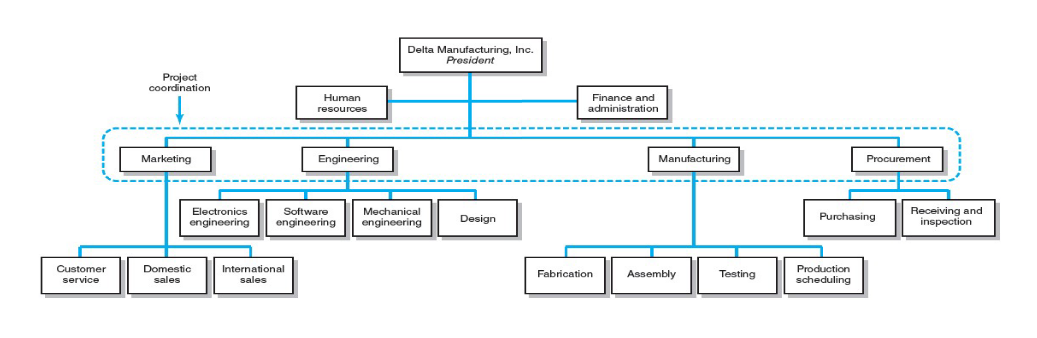 Delta Manufacturing, Inc.
President
Project
coordination
Human
resources
Finance and
administration
Marketing
Engineering
Manufacturing
Procurement
Electronics
engineering
Software
engineering
Mechanical
engineering
Design
Purchasing
Receiving and
inspection
Customer
service
Domestic
sales
International
sales
Fabrication
Assembly
Testing
Production
scheduling